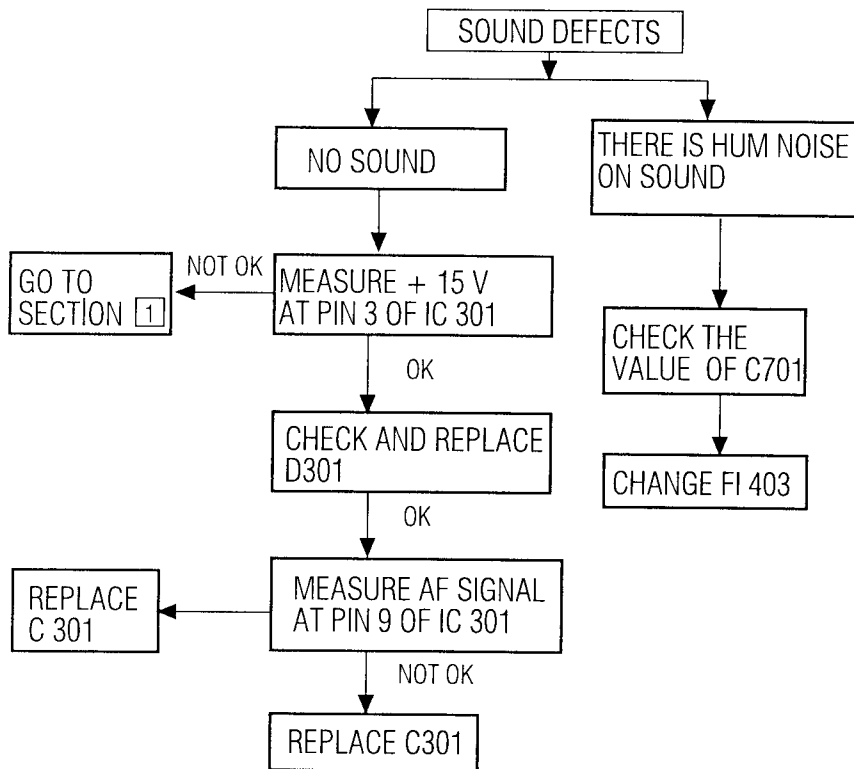 SOUND DEFECTS
NO SOUND
THERE IS HUM NOISE
ON SOUND
GO TO
SECTION 1
NOT OK
MEASURE + 15 V
AT PIN 3 OF IC 301
OK
CHECK THE
VALUE OF C701
CHECK AND REPLACE
D301
CHANGE FI 403
OK
REPLACE
C 301
MEASURE AF SIGNAL
AT PIN 9 OF IC 301
NOT OK
REPLACE C301